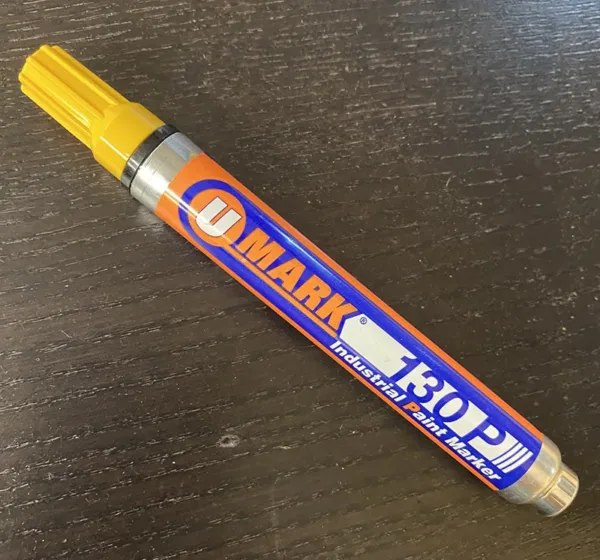 U MARK®
130P
Industrial Paint Marker